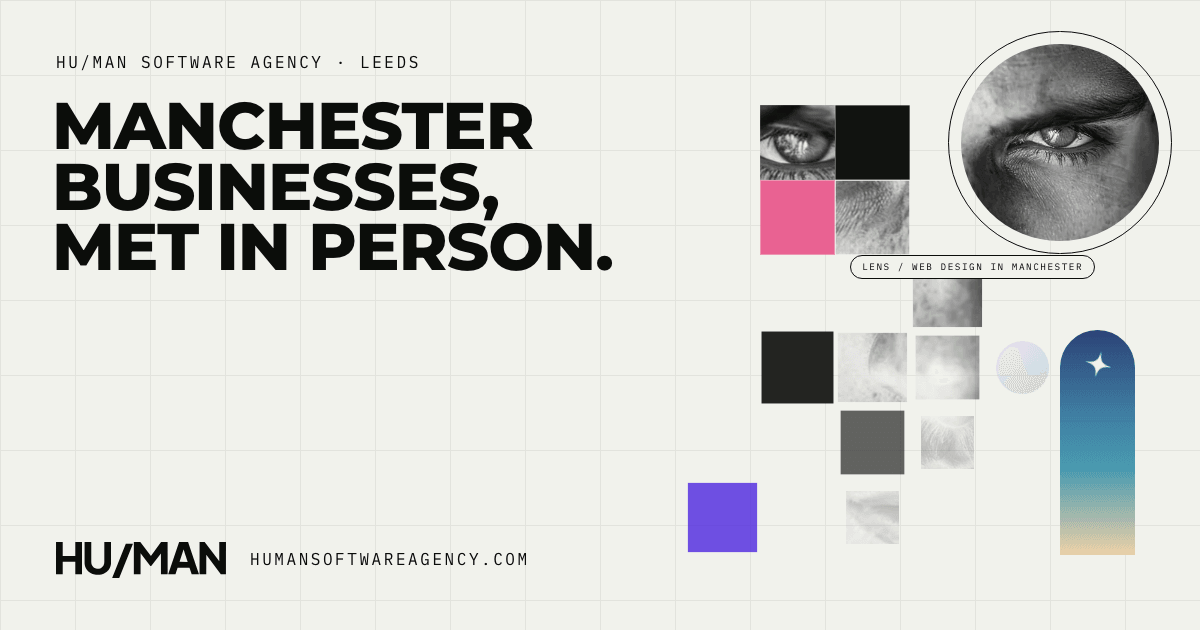 HU/MAN SOFTWARE AGENCY · LEEDS
MANCHESTER
BUSINESSES,
MET IN PERSON.
LENS / WEB DESIGN IN MANCHESTER
HU/MAN
HUMANSOFTWAREAGENCY.COM